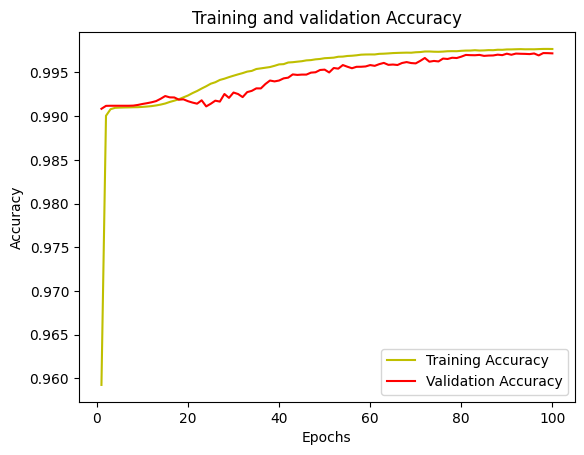 Training and validation Accuracy
0.995
0.990
0.985
0.980
0.975
0.970
0.965
0.960
Accuracy
0 20 40 60 80 100
Epochs
Training Accuracy
Validation Accuracy